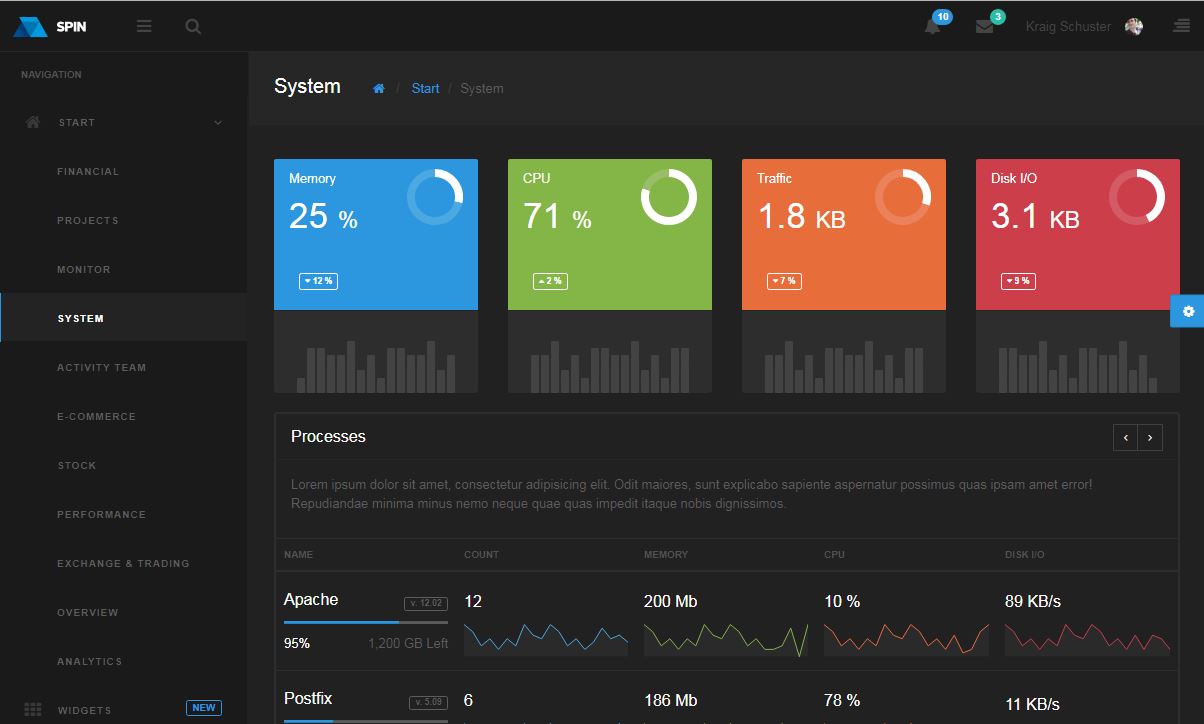 SPIN
10
3
Kraig Schuster
NAVIGATION
START
FINANCIAL
PROJECTS
MONITOR
SYSTEM
ACTIVITY TEAM
E-COMMERCE
STOCK
PERFORMANCE
EXCHANGE & TRADING
OVERVIEW
ANALYTICS
WIDGETS NEW
System / Start / System
Memory
25 %
12 %
CPU
71 %
2 %
Traffic
1.8 KB
7 %
Disk I/O
3.1 KB
9 %
Processes
Lorem ipsum dolor sit amet, consectetur adipisicing elit. Odit maiores, sunt explicabo sapiente aspernatur possimus quas ipsam amet error!
Repudiandae minima minus nemo neque quae quas impedit itaque nobis dignissimos.
NAME COUNT MEMORY CPU DISK I/O
Apache v. 12.02 12 200 Mb 10 % 89 KB/s
95% 1,200 GB Left
Postfix v. 5.09 6 186 Mb 78 % 11 KB/s